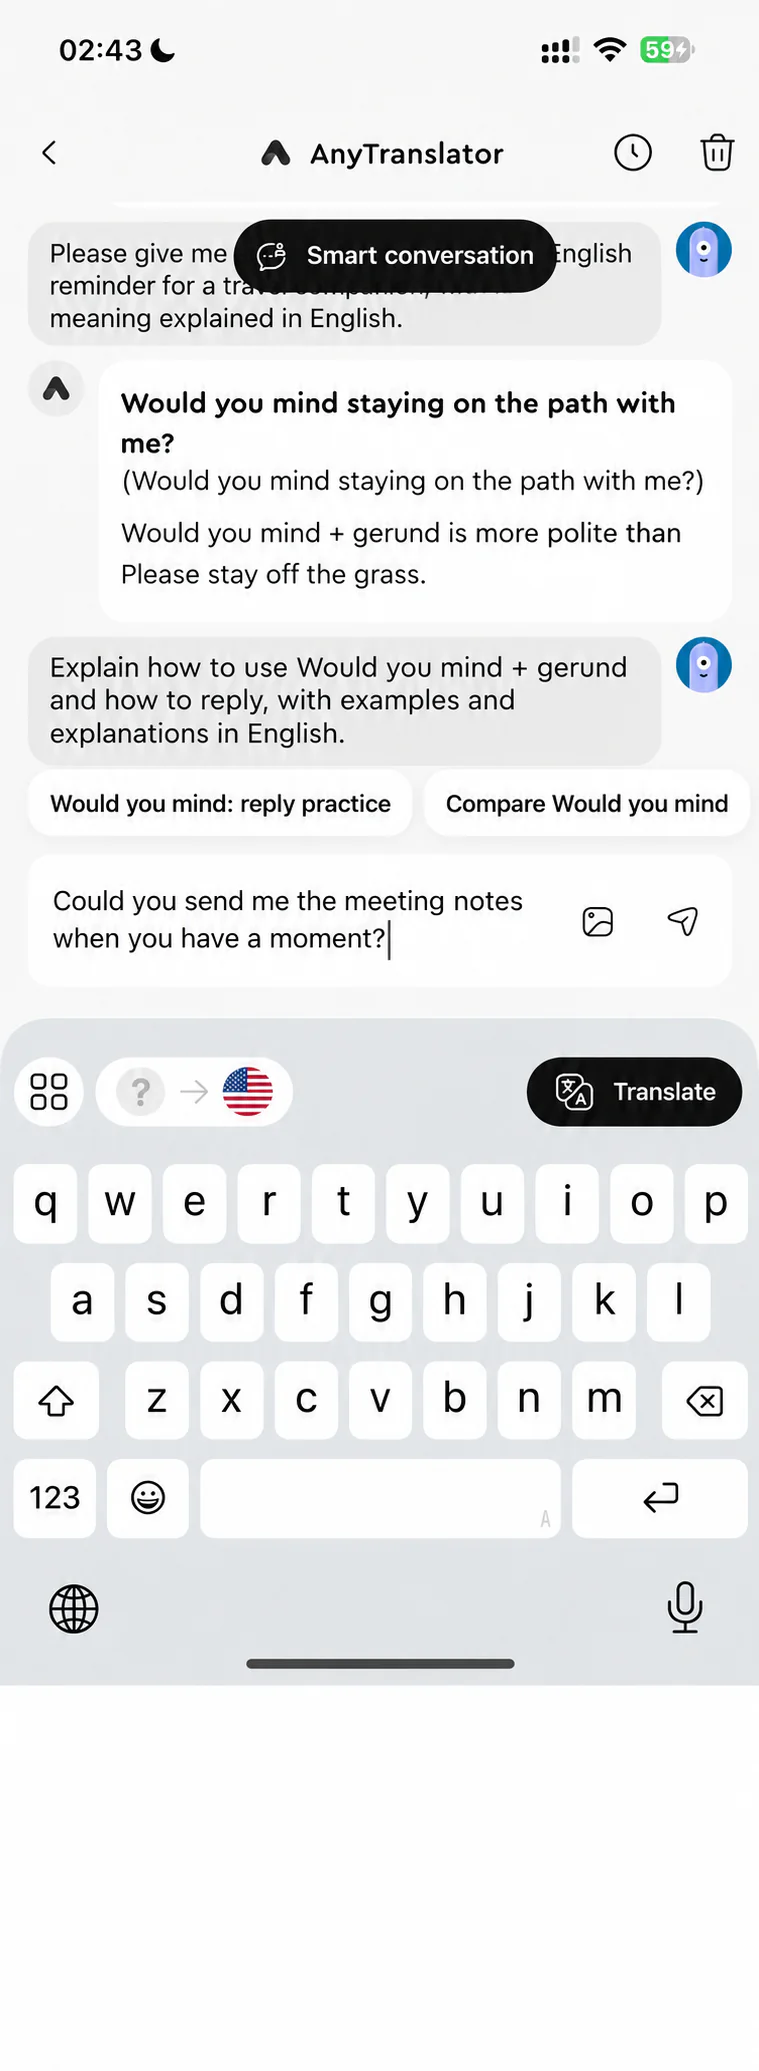 02:43
59
AnyTranslator
Please give me
English
Smart conversation
reminder for a
meaning explained in English.
Would you mind staying on the path with
me?
(Would you mind staying on the path with me?)
Would you mind + gerund is more polite than
Please stay off the grass.
Explain how to use Would you mind + gerund
and how to reply, with examples and
explanations in English.
Would you mind: reply practice
Compare Would you mind
Could you send me the meeting notes
when you have a moment?
? →
文A Translate
q w e r t y u i o p
a s d f g h j k l
z x c v b n m
123
A